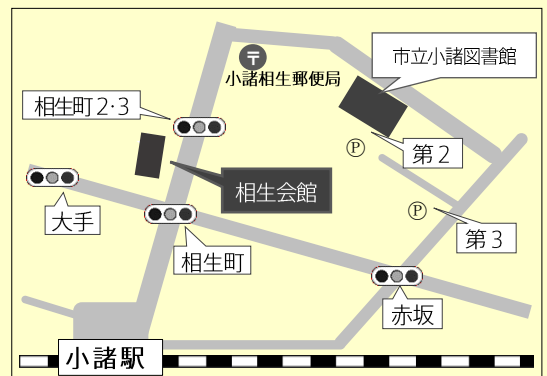 〒
小諸相生郵便局
市立小諸図書館
相生町2・3
Ⓟ
第2
相生会館
大手
相生町
Ⓟ
第3
赤坂
小諸駅